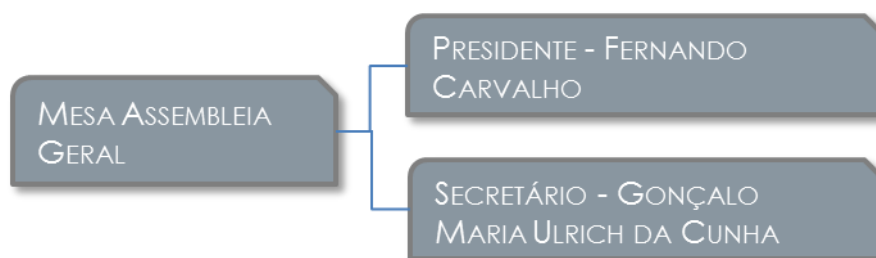 Presidente - Fernando
Carvalho
Mesa Assembleia
Geral
Secretário - Gonçalo
Maria Ulrich da Cunha